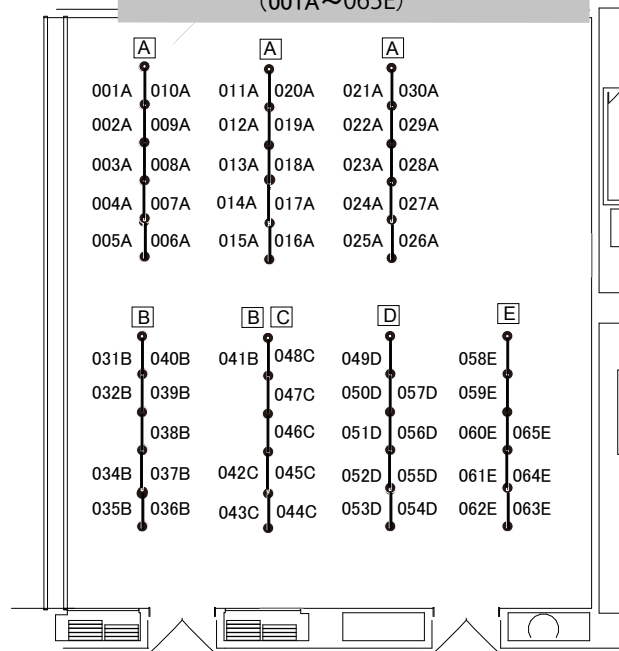 (001A～065E)
A A A
001A 010A 011A 020A 021A 030A
002A 009A 012A 019A 022A 029A
003A 008A 013A 018A 023A 028A
004A 007A 014A 017A 024A 027A
005A 006A 015A 016A 025A 026A
B B C D E
031B 040B 041B 048C 049D 058E
032B 039B 047C 050D 057D 059E
038B 046C 051D 056D 060E 065E
034B 037B 042C 045C 052D 055D 061E 064E
035B 036B 043C 044C 053D 054D 062E 063E